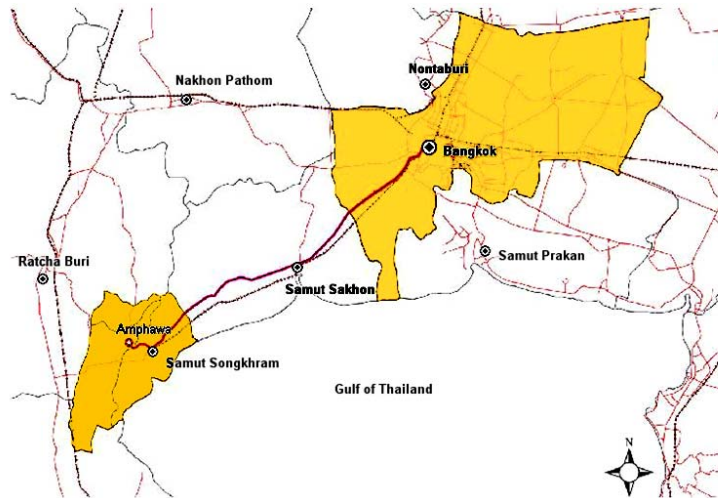 Nontaburi
Nakhon Pathom
Bangkok
Samut Prakan
Ratcha Buri
Samut Sakhon
Amphawa
Samut Songkhram
Gulf of Thailand
N